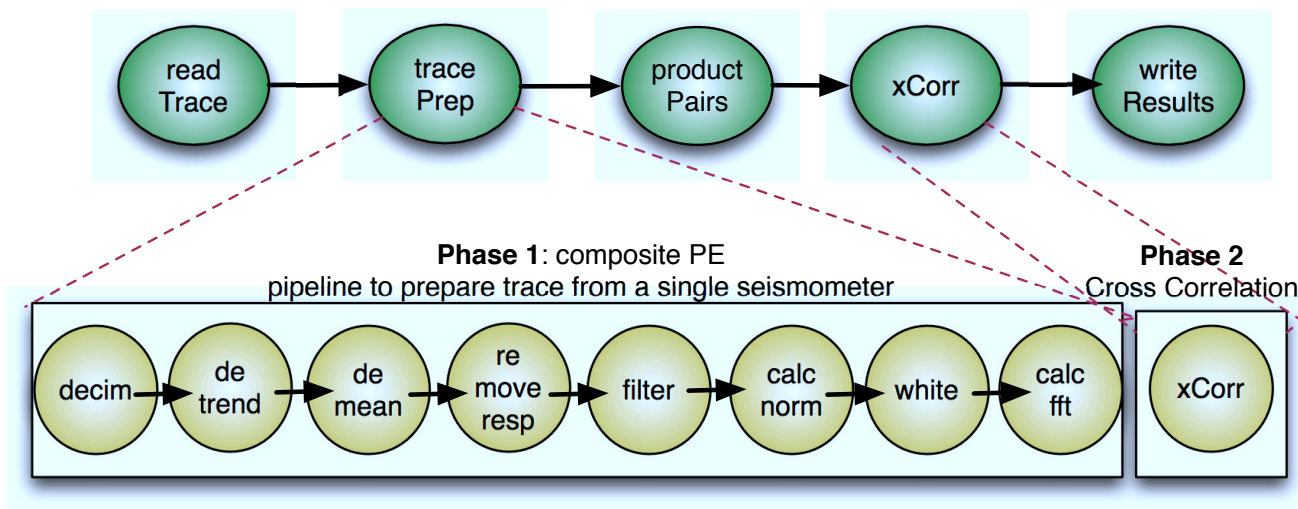 read
Trace
trace
Prep
product
Pairs
xCorr
write
Results
Phase 1: composite PE
pipeline to prepare trace from a single seismometer
Phase 2
Cross Correlation
decim
de
trend
de
mean
re
move
resp
filter
calc
norm
white
calc
fft
xCorr